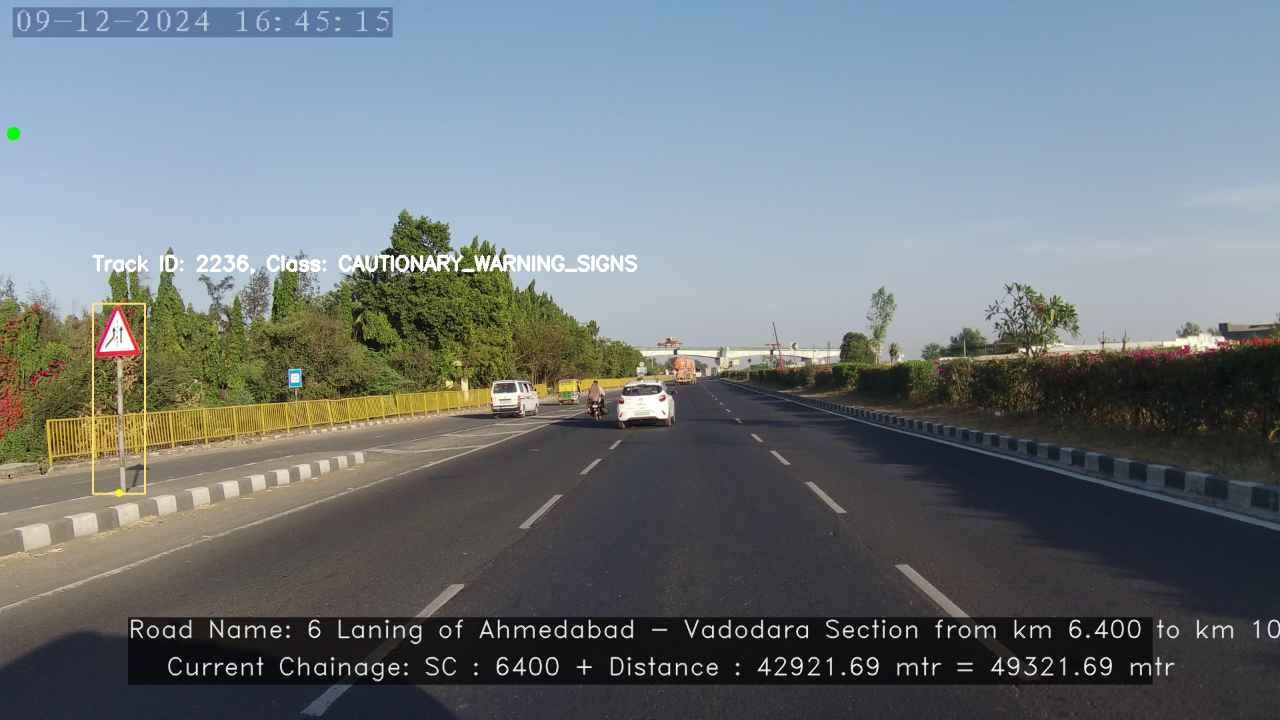 09-12-2024 16:45:15
Track ID: 2236, Class: CAUTIONARY_WARNING_SIGNS
Road Name: 6 Laning of Ahmedabad - Vadodara Section from km 6.400 to km 10
Current Chainage: SC : 6400 + Distance : 42921.69 mtr = 49321.69 mtr